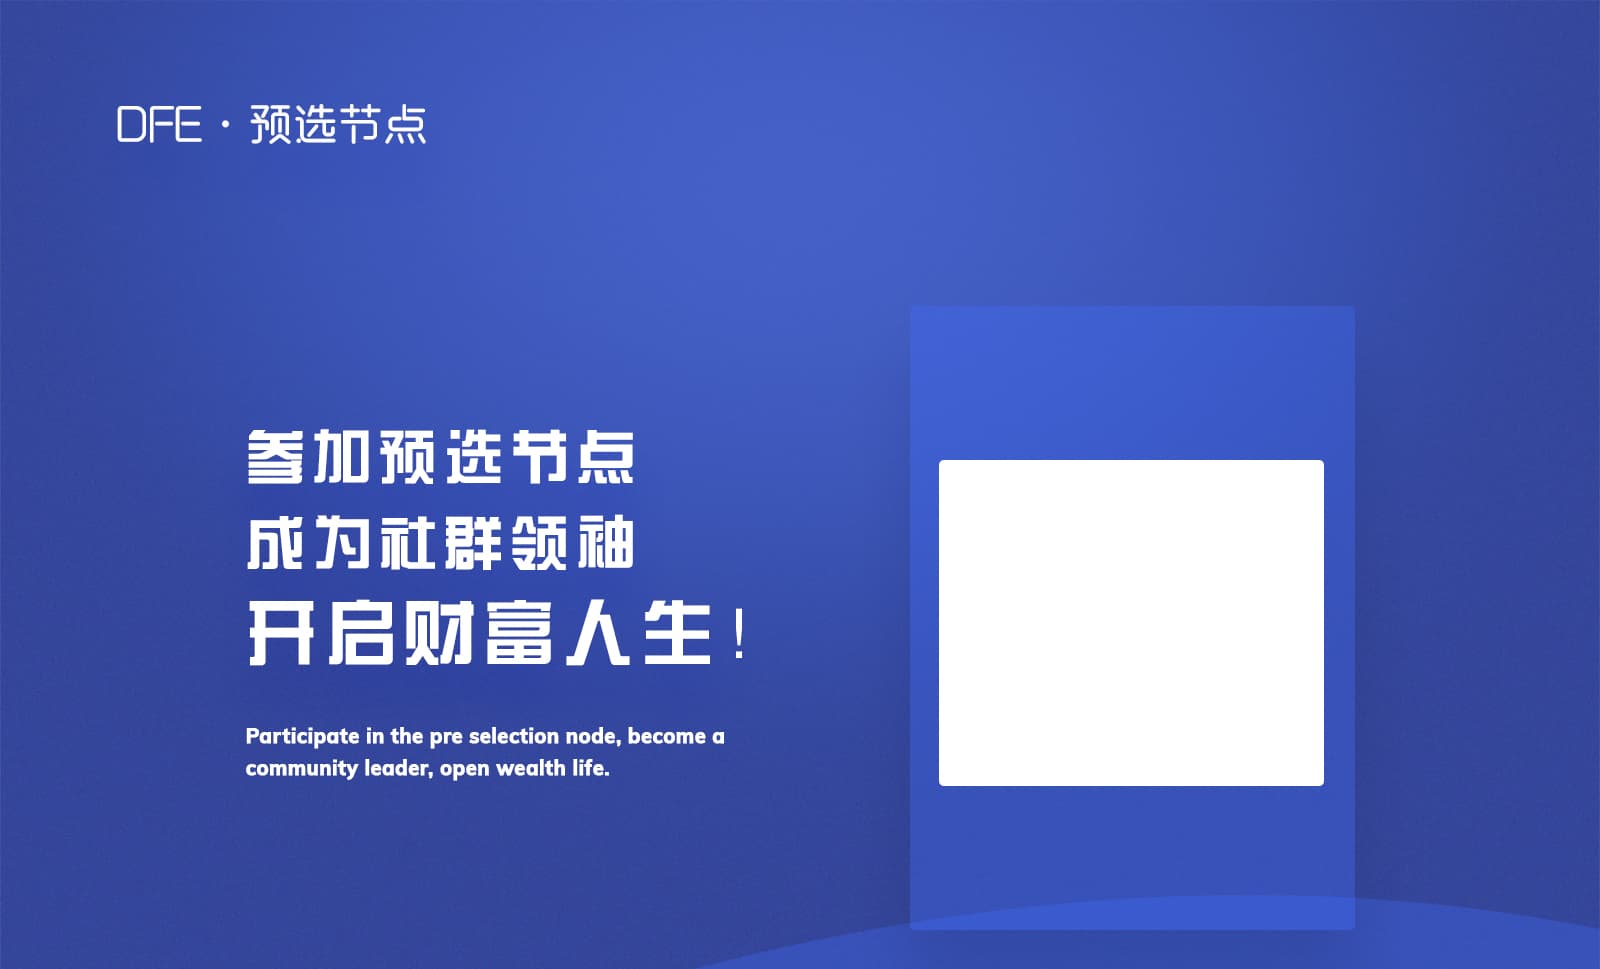 DFE · 预选节点
参加预选节点
成为社群领袖
开启财富人生!
Participate in the pre selection node, become a
community leader, open wealth life.